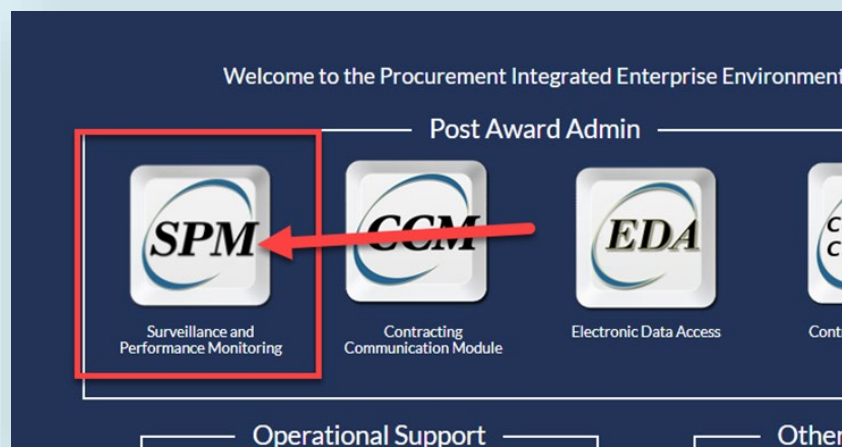 Welcome to the Procurement Integrated Enterprise Environment
Post Award Admin
SPM
CCM
EDA
Surveillance and
Performance Monitoring
Contracting
Communication Module
Electronic Data Access
Operational Support
Other